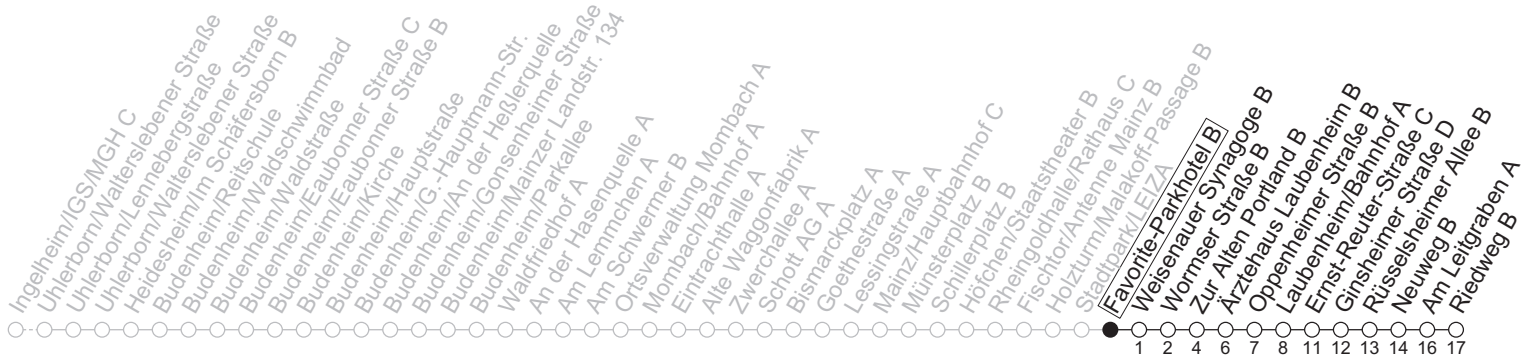 Ingelheim/IGS/MGH C
Uhlerborn/Walterslebener Straße
Uhlerborn/Lennebergstraße
Uhlerborn/Walterslebener Straße
Heidesheim/Im Schäfersborn B
Budenheim/Reitschule
Budenheim/Waldschwimmbad
Budenheim/Waldstraße
Budenheim/Eaubonner Straße C
Budenheim/Eaubonner Straße B
Budenheim/Kirche
Budenheim/Hauptstraße
Budenheim/G.-Hauptmann-Str.
Budenheim/An der Heßlerquelle
Budenheim/Gonsenheimer Straße
Budenheim/Mainzer Landstr. 134
Budenheim/Parkallee
Waldfriedhof A
An der Hasenquelle A
Am Lemmchen A
Am Schwermer B
Ortsverwaltung Mombach A
Mombach/Bahnhof A
Eintrachthalle A
Alte Waggonfabrik A
Zwerchallee A
Schott AG A
Bismarckplatz A
Goethestraße A
Lessingstraße A
Mainz/Hauptbahnhof C
Münsterplatz B
Schillerplatz B
Höfchen/Staatstheater B
Rheingoldhalle/Rathaus C
Fischtor/Antenne Mainz B
Holzturm/Malakoff-Passage B
Stadtpark/LEIZA
Favorite-Parkhotel B
Weisenauer Synagoge B
Wormser Straße B
Zur Alten Portland B
Ärztehaus Laubenheim B
Oppenheimer Straße B
Laubenheim/Bahnhof A
Ernst-Reuter-Straße C
Ginsheimer Straße D
Rüsselsheimer Allee B
Neuweg B
Am Leitgraben A
Riedweg B
1 2 4 6 7 8 11 12 13 14 16 17